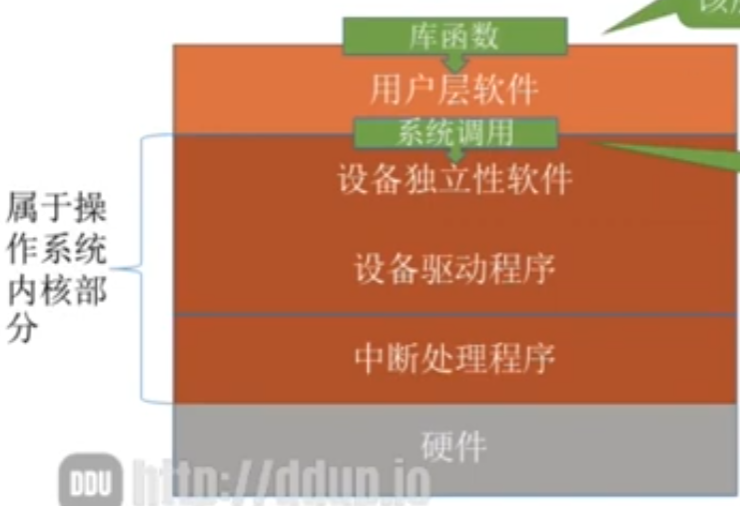 库函数
用户层软件
系统调用
设备独立性软件
设备驱动程序
中断处理程序
硬件
属于操
作系统
内核部
分
DDU http://ddup.io